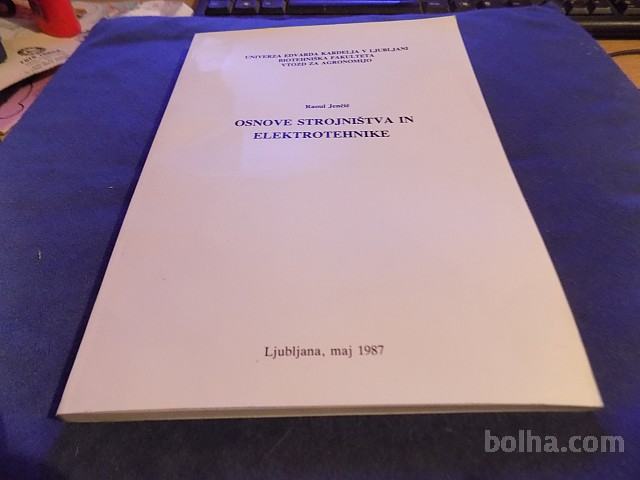 UNIVERZA EDVARDA KARDELJA V LJUBLJANI
BIOTEHNIŠKA FAKULTETA
VTOZD ZA AGRONOMIJO
Raoul Jenčič
OSNOVE STROJNIŠTVA IN
ELEKTROTEHNIKE
Ljubljana, maj 1987
bolha.com